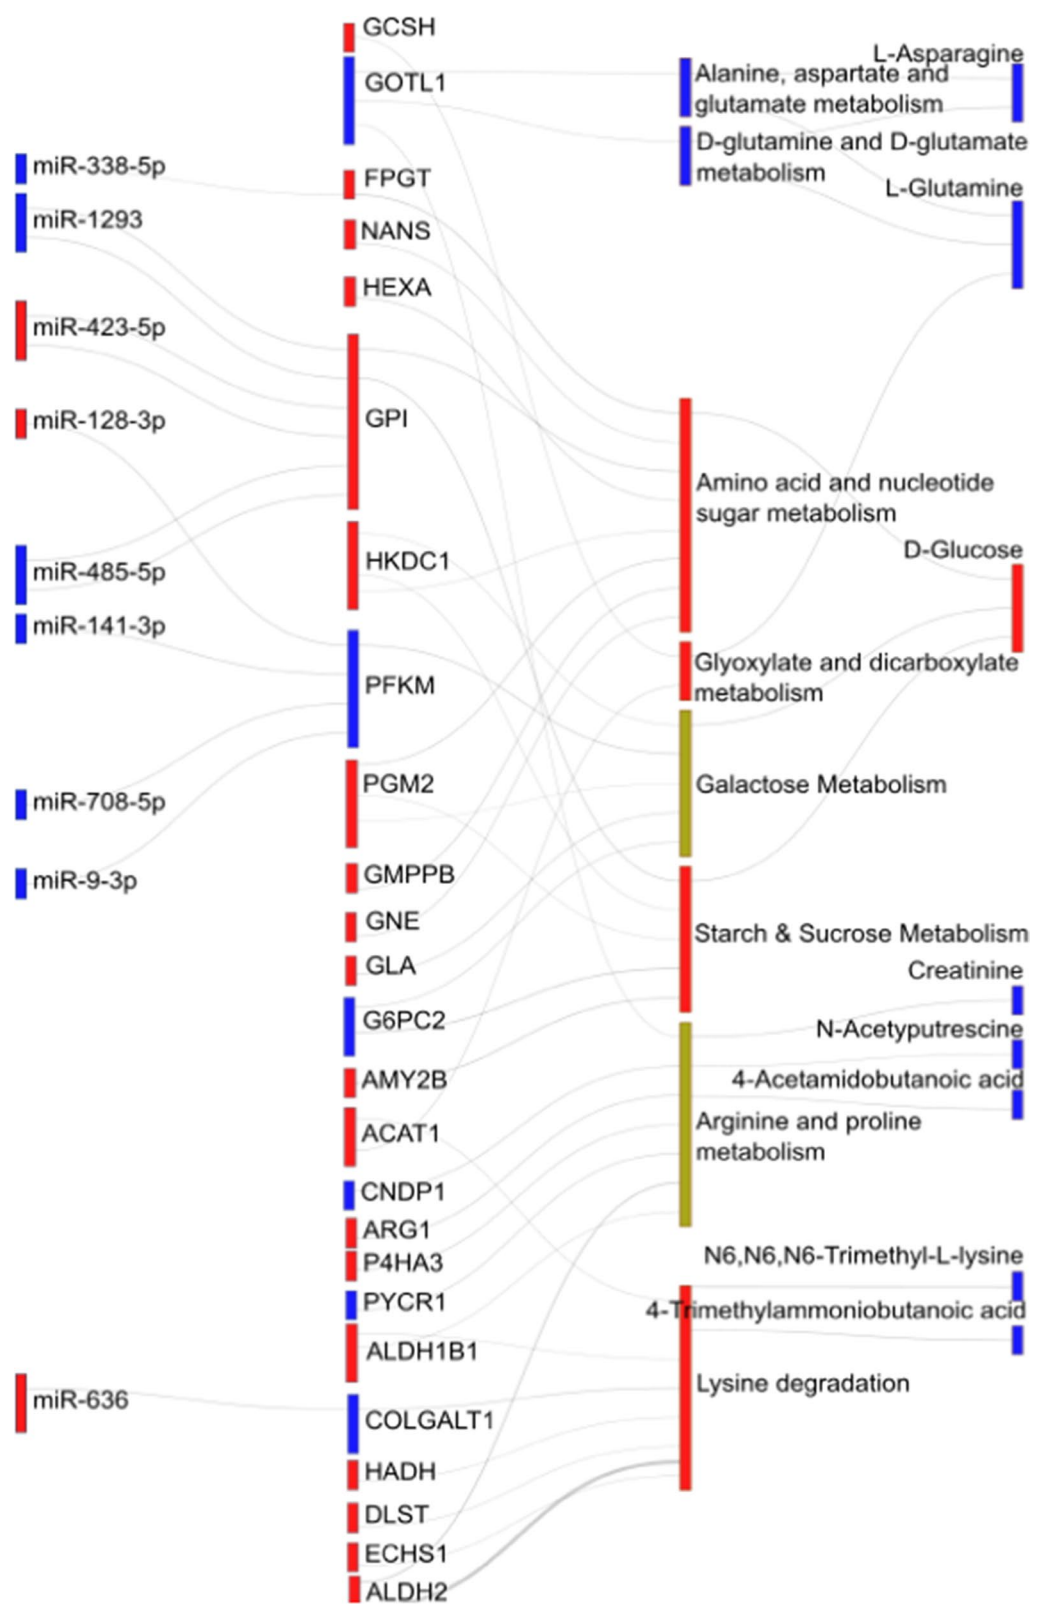 miR-338-5p
miR-1293
miR-423-5p
miR-128-3p
miR-485-5p
miR-141-3p
miR-708-5p
miR-9-3p
miR-636
GCSH
GOTL1
FPGT
NANS
HEXA
GPI
HKDC1
PFKM
PGM2
GMPPB
GNE
GLA
G6PC2
AMY2B
ACAT1
CNDP1
ARG1
P4HA3
PYCR1
ALDH1B1
COLGALT1
HADH
DLST
ECHS1
ALDH2
Alanine, aspartate and
glutamate metabolism
D-glutamine and D-glutamate
metabolism
Amino acid and nucleotide
sugar metabolism
Glyoxylate and dicarboxylate
metabolism
Galactose Metabolism
Starch & Sucrose Metabolism
Arginine and proline
metabolism
Lysine degradation
L-Asparagine
L-Glutamine
D-Glucose
Creatinine
N-Acetyputrescine
4-Acetamidobutanoic acid
N6,N6,N6-Trimethyl-L-lysine
4-Trimethylammoniobutanoic acid